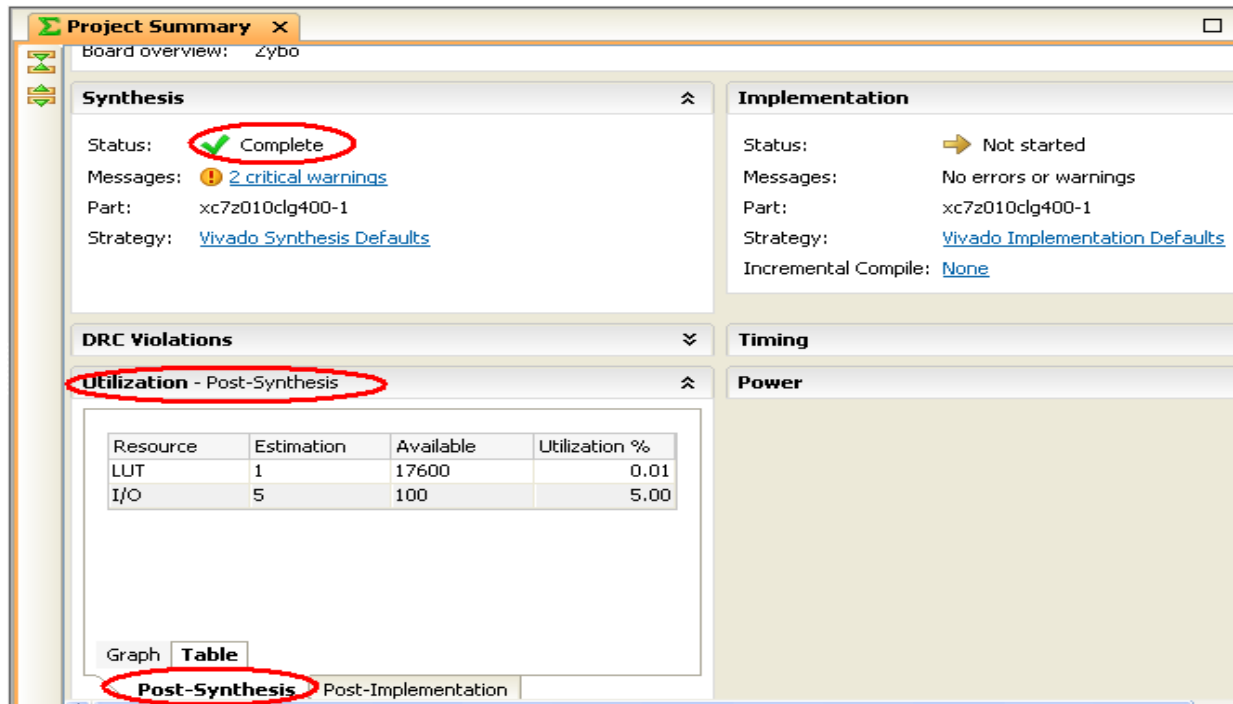 Project Summary ×
Board overview: Zybo
Synthesis
Status: Complete
Messages: 2 critical warnings
Part: xc7z010clg400-1
Strategy: Vivado Synthesis Defaults
Implementation
Status: Not started
Messages: No errors or warnings
Part: xc7z010clg400-1
Strategy: Vivado Implementation Defaults
Incremental Compile: None
DRC Violations
Timing
Utilization - Post-Synthesis
Power
Resource Estimation Available Utilization %
LUT 1 17600 0.01
I/O 5 100 5.00
Graph Table
Post-Synthesis Post-Implementation